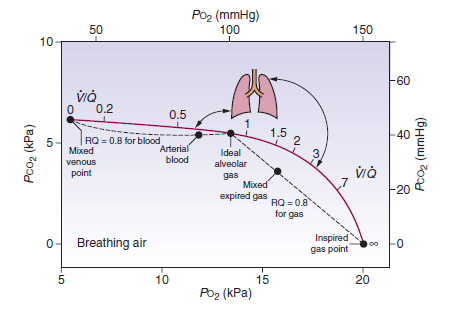 PO2 (mmHg)
50 100 150
10
5
0
PCO2 (kPa)
60
40
20
0
PCO2 (mmHg)
V̇/Q̇
0 0.2 0.5 1 1.5 2 3 7 ∞
V̇/Q̇
RQ = 0.8 for blood
Mixed
venous
point
Arterial
blood
Ideal
alveolar
gas
Mixed
expired gas
RQ = 0.8
for gas
Inspired
gas point
Breathing air
5 10 15 20
PO2 (kPa)